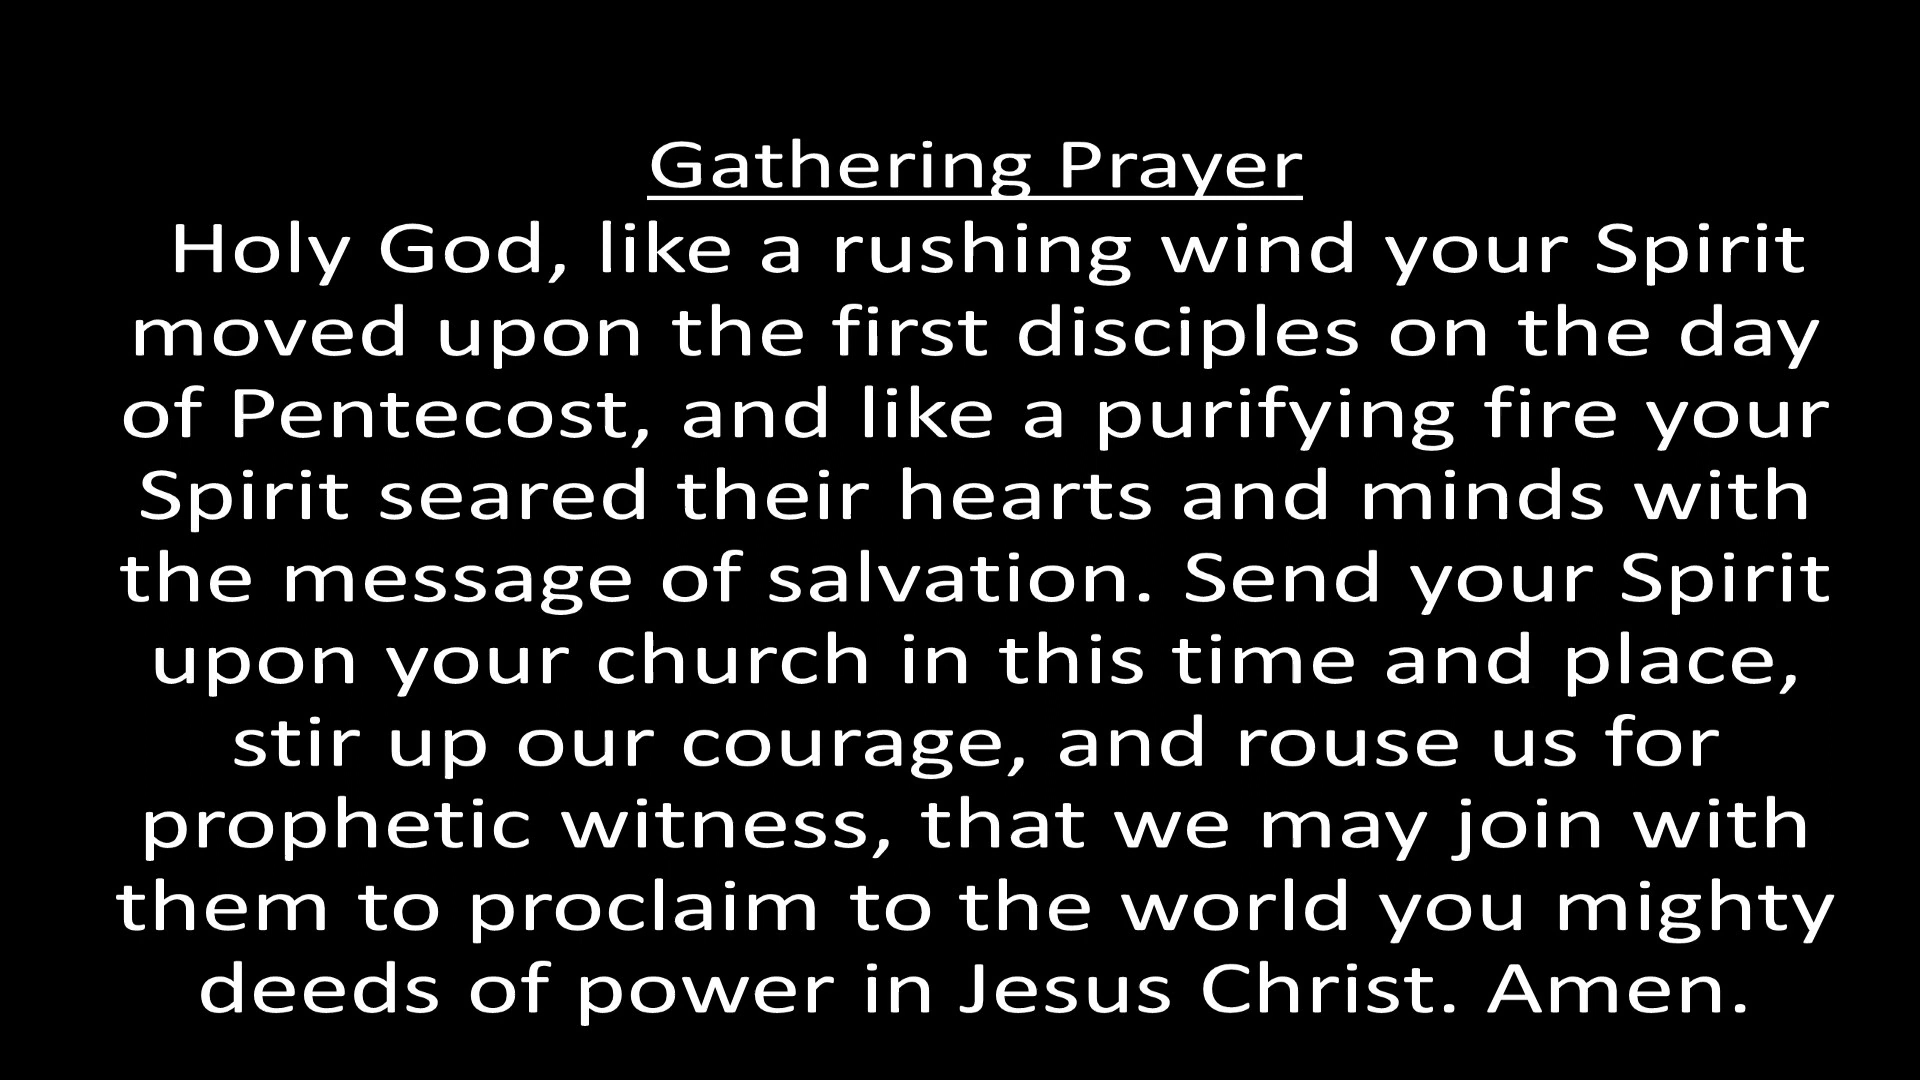 Gathering Prayer
Holy God, like a rushing wind your Spirit
moved upon the first disciples on the day
of Pentecost, and like a purifying fire your
Spirit seared their hearts and minds with
the message of salvation. Send your Spirit
upon your church in this time and place,
stir up our courage, and rouse us for
prophetic witness, that we may join with
them to proclaim to the world you mighty
deeds of power in Jesus Christ. Amen.